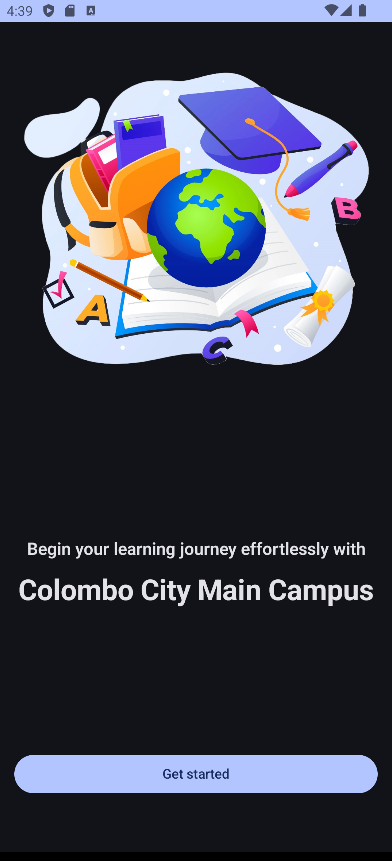 4:39
A
B
A
C
Begin your learning journey effortlessly with
Colombo City Main Campus
Get started